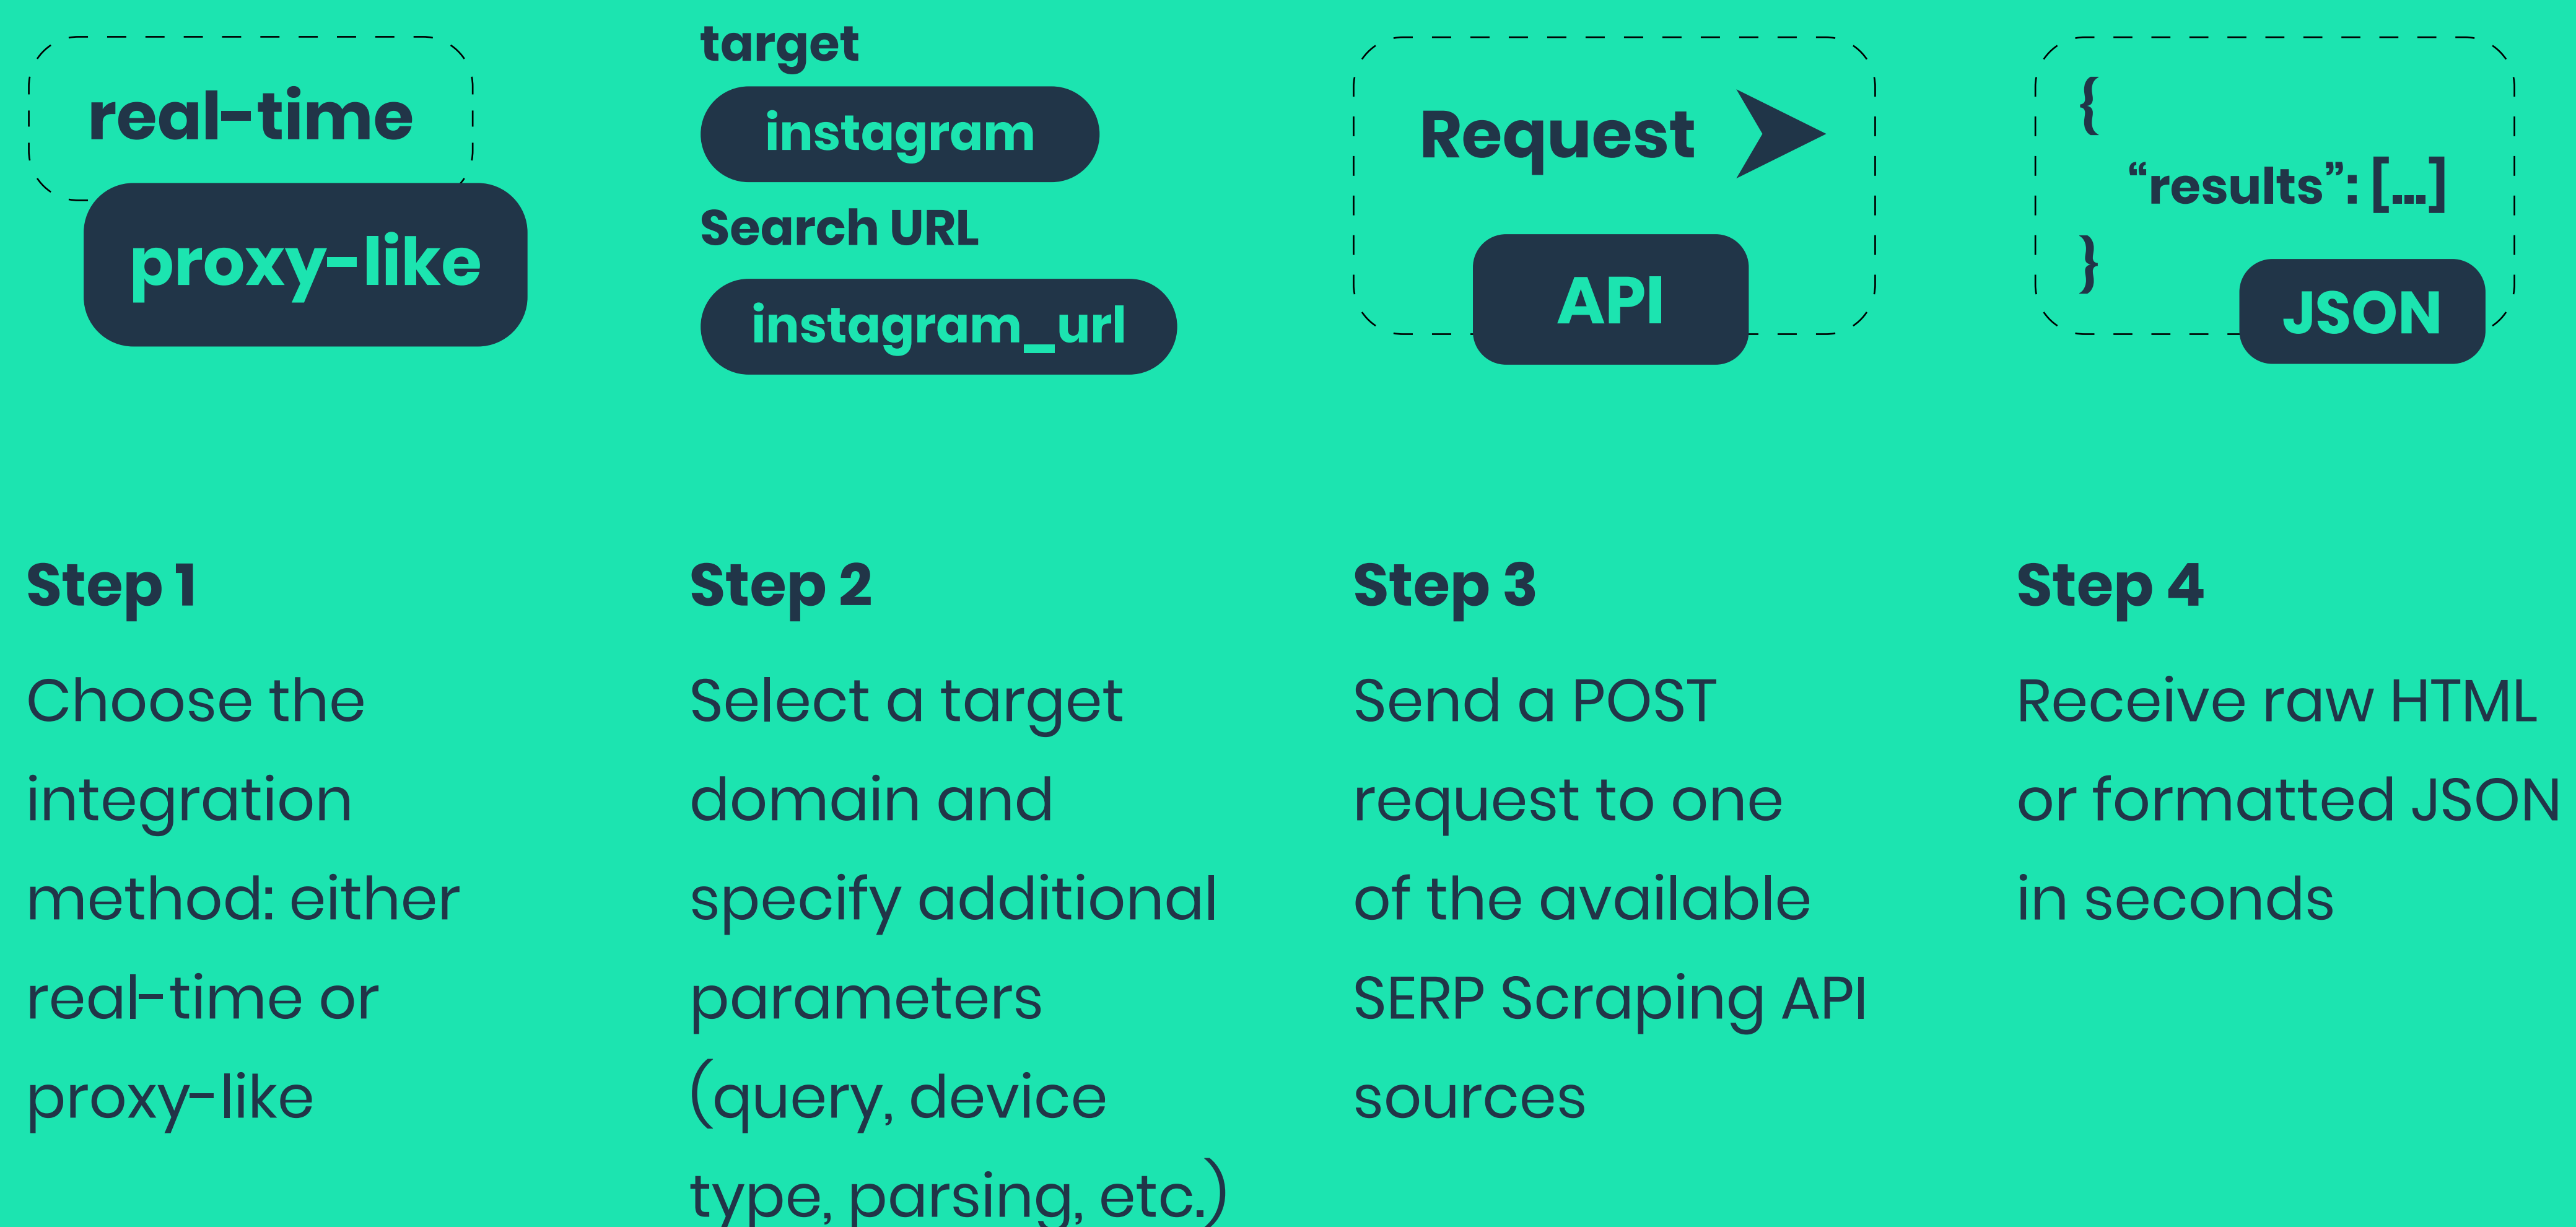 real-time
proxy-like
target
instagram
Search URL
instagram_url
Request
API
{
“results”: [...]
}
JSON
Step 1
Choose the
integration
method: either
real-time or
proxy-like
Step 2
Select a target
domain and
specify additional
parameters
(query, device
type, parsing, etc.)
Step 3
Send a POST
request to one
of the available
SERP Scraping API
sources
Step 4
Receive raw HTML
or formatted JSON
in seconds